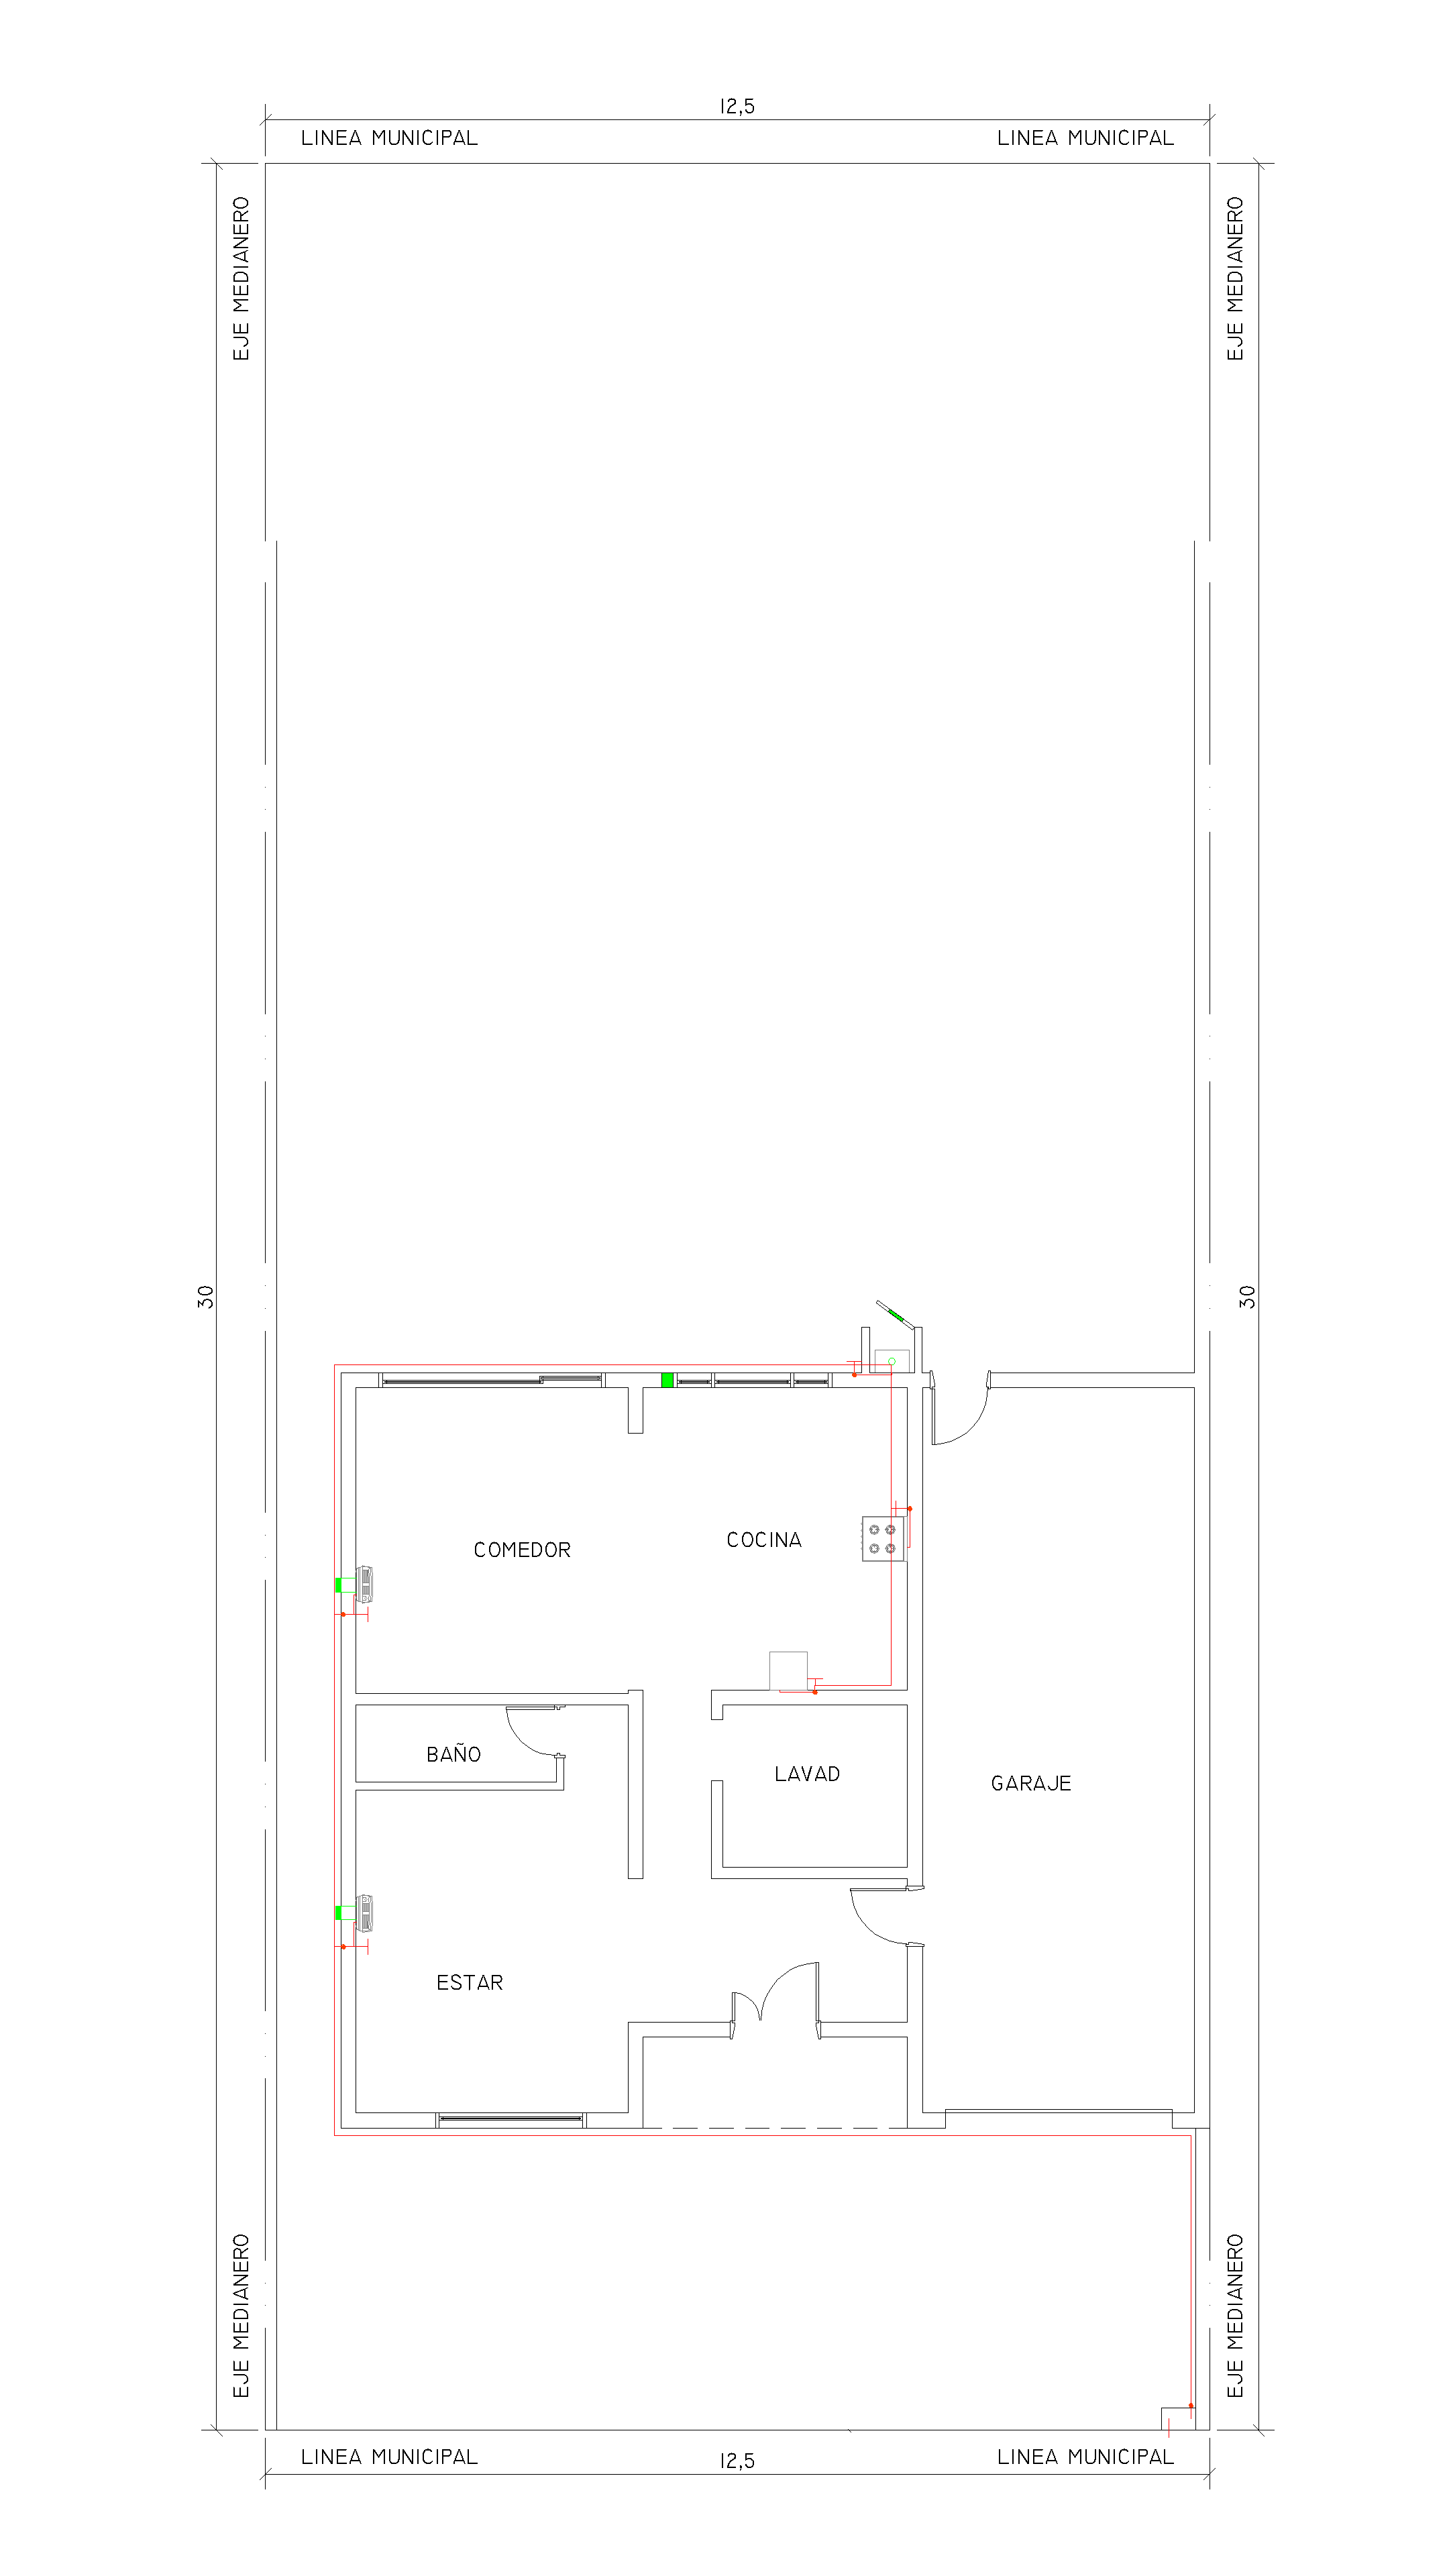 12,5
LINEA MUNICIPAL
LINEA MUNICIPAL
EJE MEDIANERO
EJE MEDIANERO
30
30
COMEDOR
COCINA
BAÑO
LAVAD
GARAJE
ESTAR
EJE MEDIANERO
EJE MEDIANERO
LINEA MUNICIPAL
12,5
LINEA MUNICIPAL